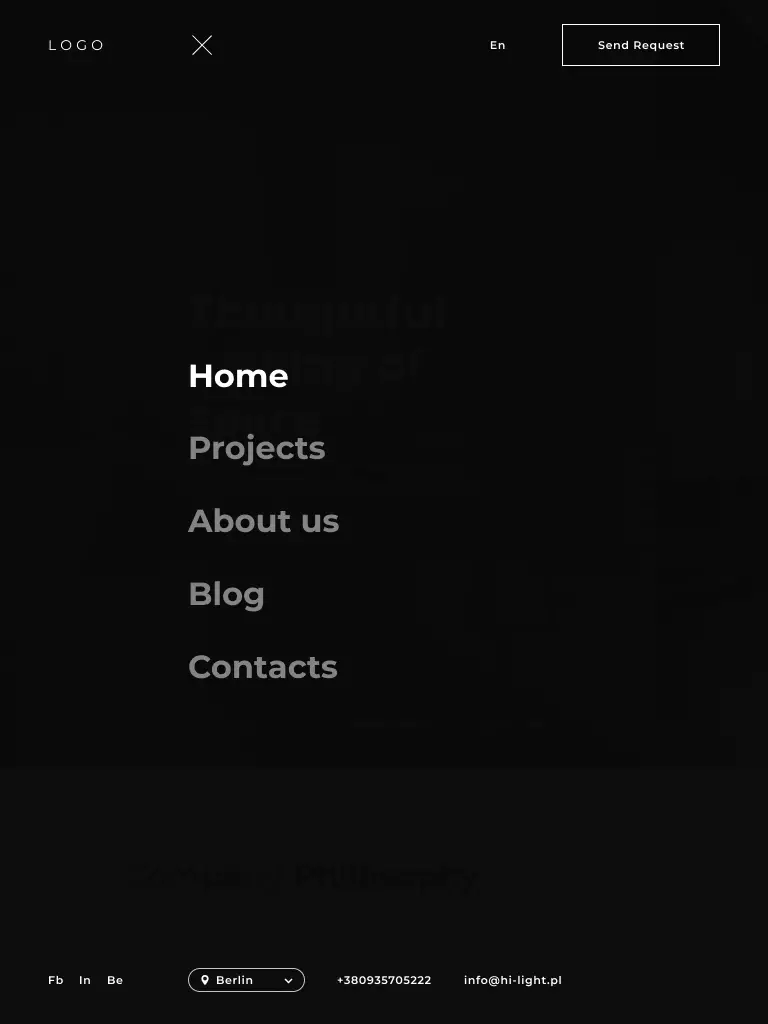 LOGO
En
Send Request
Home
Projects
About us
Blog
Contacts
Fb In Be
Berlin
+380935705222
info@hi-light.pl